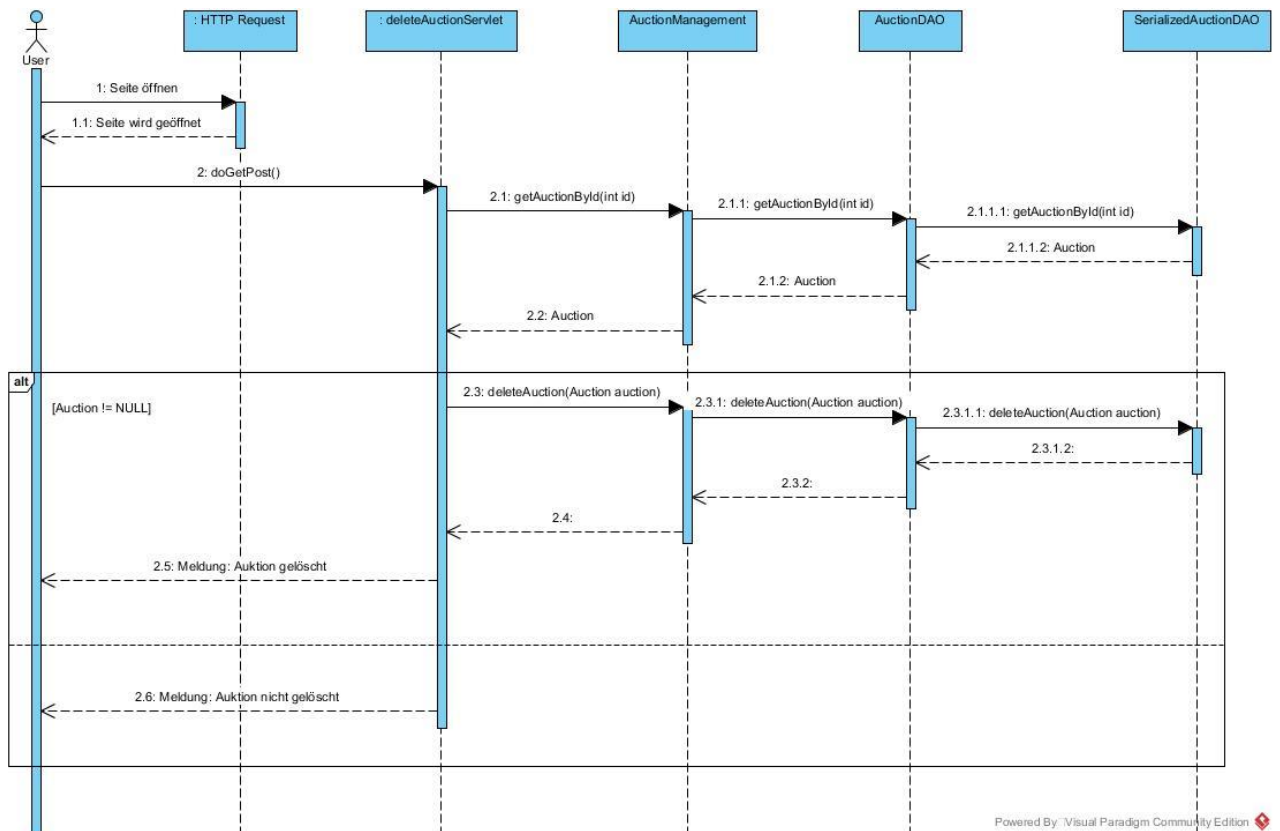 : HTTP Request
: deleteAuctionServlet
AuctionManagement
AuctionDAO
SerializedAuctionDAO
User
1: Seite öffnen
1.1: Seite wird geöffnet
2: doGetPost()
2.1: getAuctionById(int id)
2.1.1: getAuctionById(int id)
2.1.1.1: getAuctionById(int id)
2.1.1.2: Auction
2.1.2: Auction
2.2: Auction
alt
[Auction != NULL]
2.3: deleteAuction(Auction auction)
2.3.1: deleteAuction(Auction auction)
2.3.1.1: deleteAuction(Auction auction)
2.3.1.2:
2.3.2:
2.4:
2.5: Meldung: Auktion gelöscht
2.6: Meldung: Auktion nicht gelöscht
Powered By Visual Paradigm Community Edition